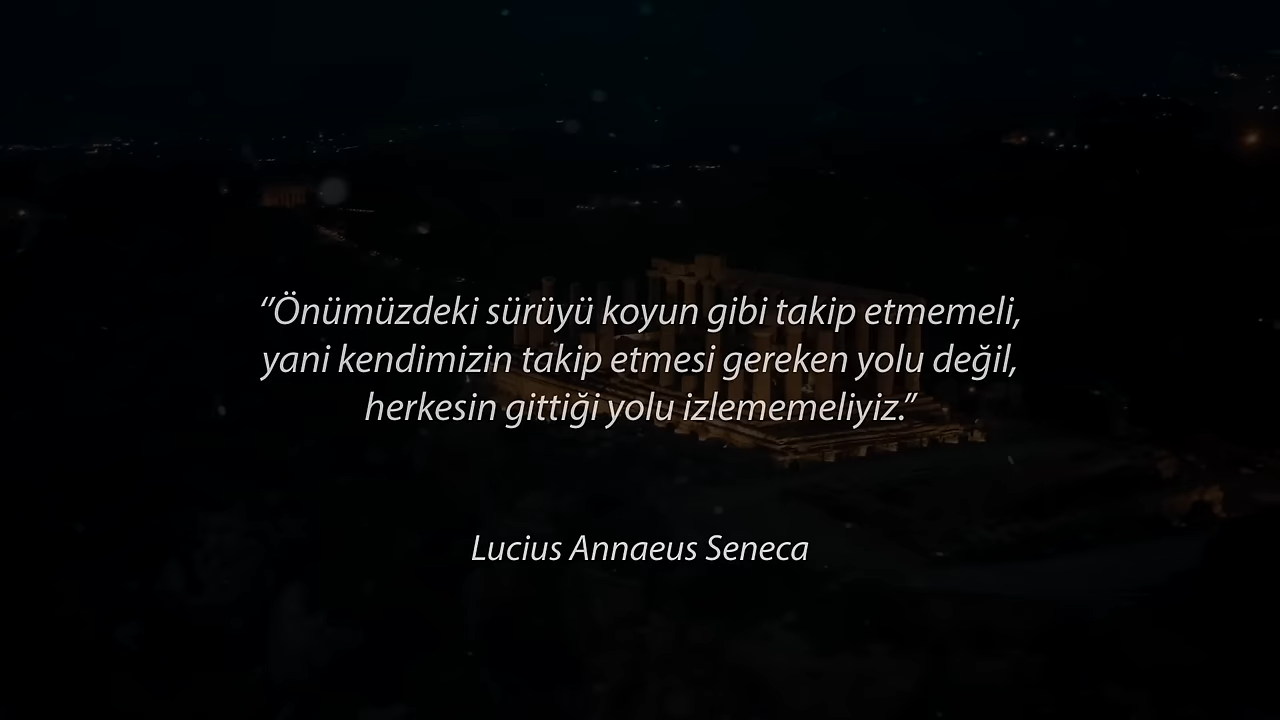 “Önümüzdeki sürüyü koyun gibi takip etmemeli,
yani kendimizin takip etmesi gereken yolu değil,
herkesin gittiği yolu izlememeliyiz.”
Lucius Annaeus Seneca